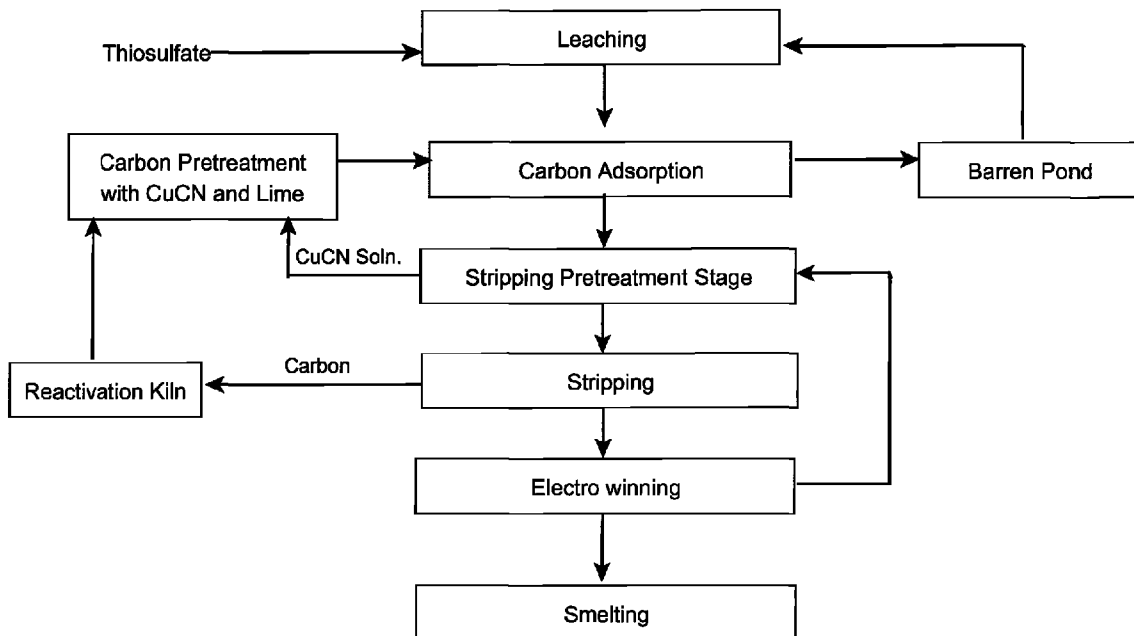 Leaching
Thiosulfate
Carbon Pretreatment
with CuCN and Lime
Carbon Adsorption
Barren Pond
CuCN Soln.
Stripping Pretreatment Stage
Carbon
Reactivation Kiln
Stripping
Electro winning
Smelting